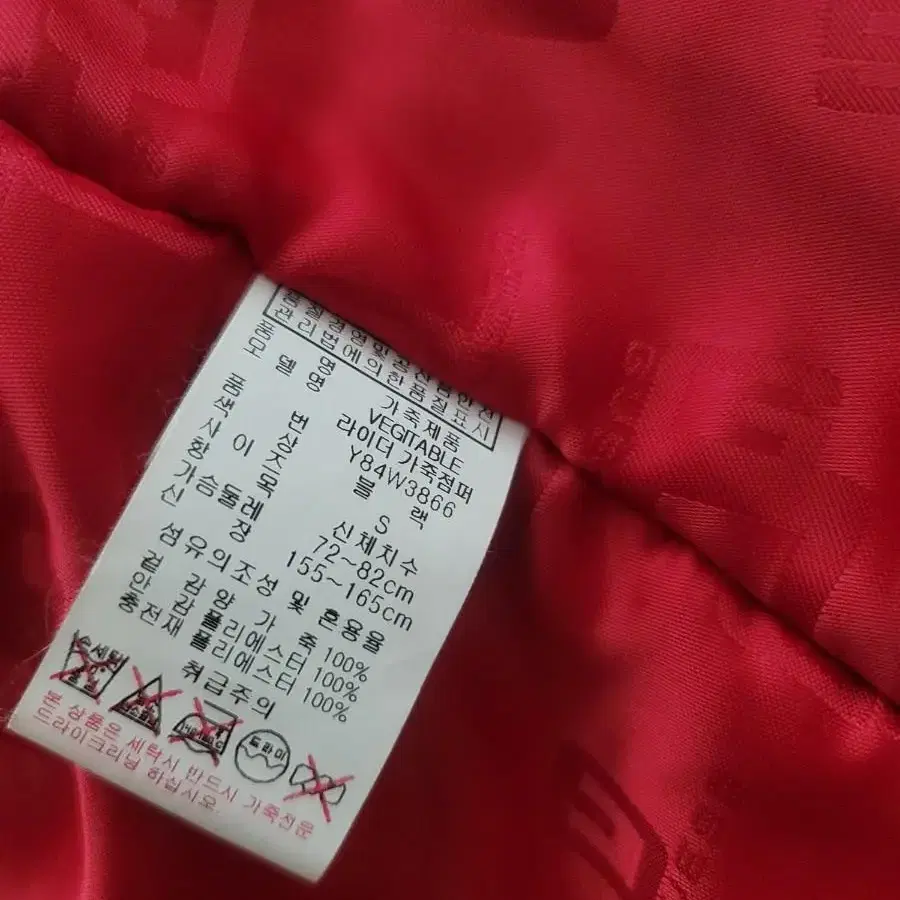 품질경영및공산품안전
관리법에의한품질표시
품 명 가죽제품
모 델 명 VEGITABLE
라이더 가죽점퍼
품 번 Y84W3866
색 상 블 랙
사 이 즈 S
항 목 신체치수
가슴둘레 72~82cm
신 장 155~165cm
섬유의조성 및 혼용율
겉 감 양 가 죽 100%
안 감 폴리에스터 100%
충전재 폴리에스터 100%
취급주의
손세탁
드라이
본 상품은 세탁시 반드시 가죽전문
드라이크리닝 하십시오.